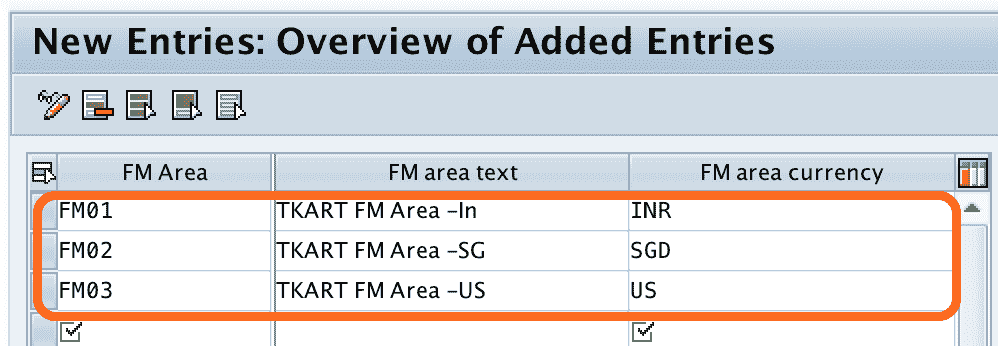 New Entries: Overview of Added Entries
FM Area FM area text FM area currency
FM01 TKART FM Area -In INR
FM02 TKART FM Area -SG SGD
FM03 TKART FM Area -US US